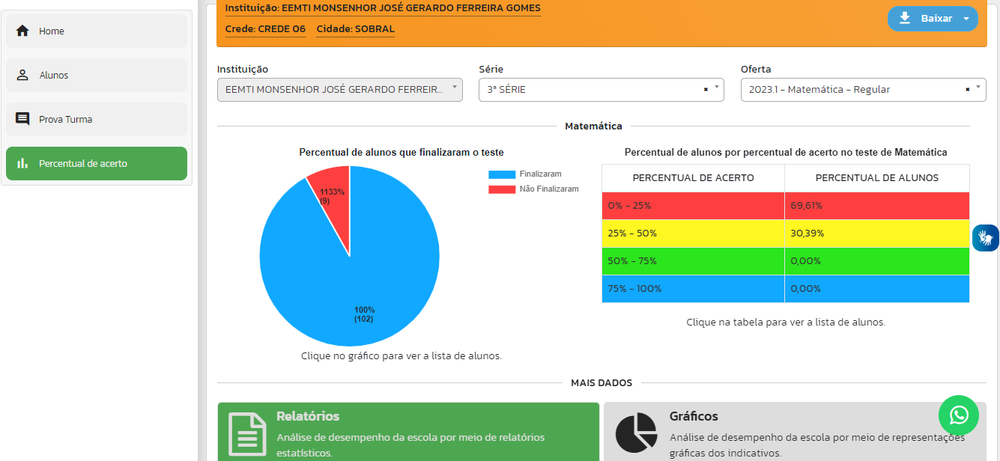 Instituição: EEMTI MONSENHOR JOSÉ GERARDO FERREIRA GOMES
Crede: CREDE 06 Cidade: SOBRAL
Baixar
Home
Alunos
Prova Turma
Percentual de acerto
Instituição
EEMTI MONSENHOR JOSÉ GERARDO FERREIR...
Série
3ª SÉRIE
Oferta
2023.1 - Matemática - Regular
Matemática
Percentual de alunos que finalizaram o teste
Finalizaram
Não Finalizaram
1133%
(9)
100%
(102)
Clique no gráfico para ver a lista de alunos.
Percentual de alunos por percentual de acerto no teste de Matemática
PERCENTUAL DE ACERTO PERCENTUAL DE ALUNOS
0% - 25% 69,61%
25% - 50% 30,39%
50% - 75% 0,00%
75% - 100% 0,00%
Clique na tabela para ver a lista de alunos.
MAIS DADOS
Relatórios
Análise de desempenho da escola por meio de relatórios
estatísticos.
Gráficos
Análise de desempenho da escola por meio de representações
gráficas dos indicativos.